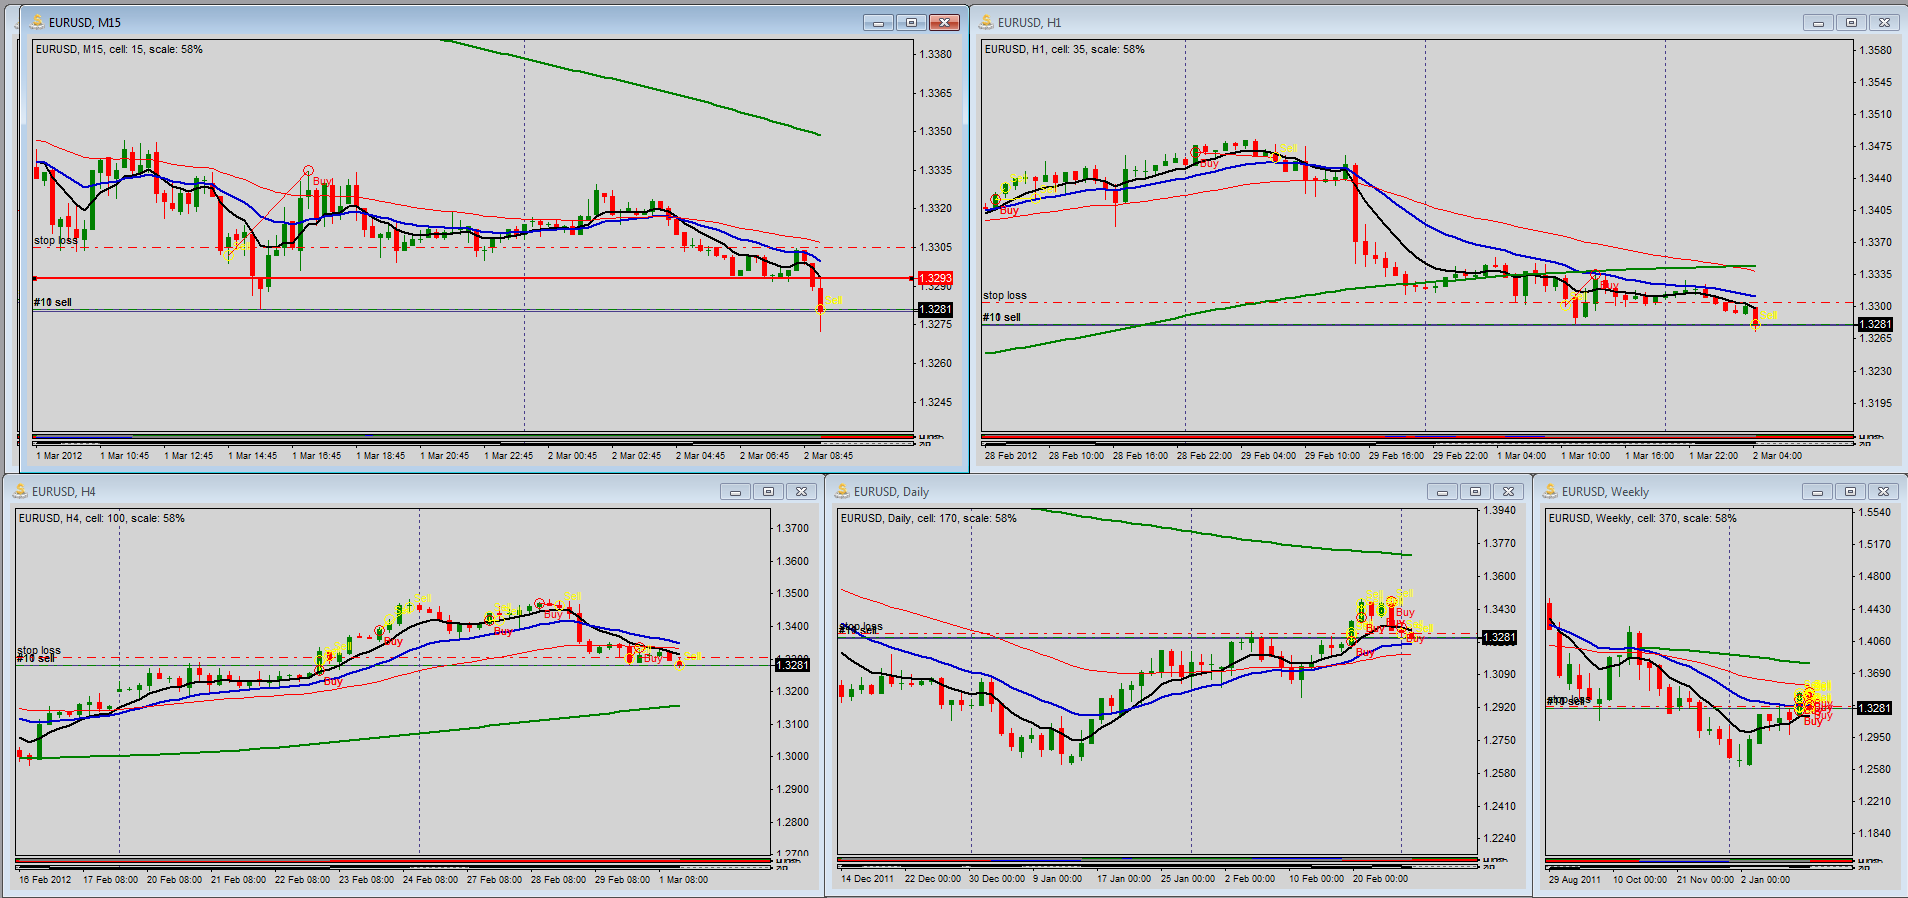 EURUSD, M15
EURUSD, M15, cell: 15, scale: 58%
Buy
stop loss
#10 sell
Sell
1.3380
1.3365
1.3350
1.3335
1.3320
1.3305
1.3293
1.3290
1.3281
1.3275
1.3260
1.3245
1 Mar 2012
1 Mar 10:45
1 Mar 12:45
1 Mar 14:45
1 Mar 16:45
1 Mar 18:45
1 Mar 20:45
1 Mar 22:45
2 Mar 00:45
2 Mar 02:45
2 Mar 04:45
2 Mar 06:45
2 Mar 08:45
EURUSD, H1
EURUSD, H1, cell: 35, scale: 58%
Buy
Buy
Sell
Buy
Sell
stop loss
sell
1.3580
1.3545
1.3510
1.3475
1.3440
1.3405
1.3370
1.3335
1.3300
1.3281
1.3265
1.3230
1.3195
28 Feb 2012
28 Feb 10:00
28 Feb 16:00
28 Feb 22:00
29 Feb 04:00
29 Feb 10:00
29 Feb 16:00
29 Feb 22:00
1 Mar 04:00
1 Mar 10:00
1 Mar 16:00
1 Mar 22:00
2 Mar 04:00
EURUSD, H4
EURUSD, H4, cell: 100, scale: 58%
Sell
Sell
Buy
Buy
Buy
Buy
Buy
Sell
stop loss
sell
1.3700
1.3600
1.3500
1.3400
1.3281
1.3200
1.3100
1.3000
1.2900
1.2800
1.2700
16 Feb 2012
17 Feb 08:00
20 Feb 08:00
21 Feb 08:00
22 Feb 08:00
23 Feb 08:00
24 Feb 08:00
27 Feb 08:00
28 Feb 08:00
29 Feb 08:00
1 Mar 08:00
EURUSD, Daily
EURUSD, Daily, cell: 170, scale: 58%
Sell
Buy
Buy
Buy
Buy
Sell
1.3940
1.3770
1.3600
1.3430
1.3281
1.3090
1.2920
1.2750
1.2580
1.2410
1.2240
14 Dec 2011
22 Dec 00:00
30 Dec 00:00
9 Jan 00:00
17 Jan 00:00
25 Jan 00:00
2 Feb 00:00
10 Feb 00:00
20 Feb 00:00
EURUSD, Weekly
EURUSD, Weekly, cell: 370, scale: 58%
Buy
Buy
1.5540
1.5170
1.4800
1.4430
1.4060
1.3690
1.3281
1.2950
1.2580
1.2210
1.1840
29 Aug 2011
10 Oct 00:00
21 Nov 00:00
2 Jan 00:00